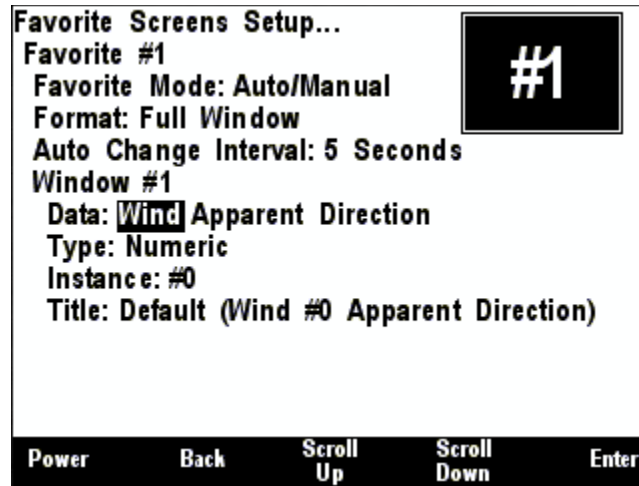 Favorite Screens Setup...
Favorite #1
#1
Favorite Mode: Auto/Manual
Format: Full Window
Auto Change Interval: 5 Seconds
Window #1
Data: Wind Apparent Direction
Type: Numeric
Instance: #0
Title: Default (Wind #0 Apparent Direction)
Power Back Scroll Up Scroll Down Enter